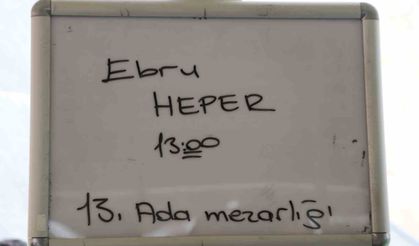 Ebru
HEPER
13:00
13. Ada mezarlığı